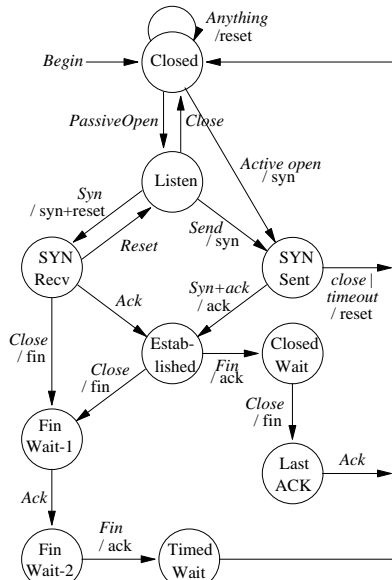 Anything
/reset
Begin
Closed
PassiveOpen
Close
Active open
/ syn
Listen
Syn
/ syn+reset
Send
/ syn
Reset
SYN
Recv
SYN
Sent
Syn+ack
/ ack
close |
timeout
/ reset
Ack
Close
/ fin
Estab-
lished
Closed
Wait
Close
/ fin
Fin
/ ack
Close
/ fin
Fin
Wait-1
Last
ACK
Ack
Ack
Fin
/ ack
Fin
Wait-2
Timed
Wait